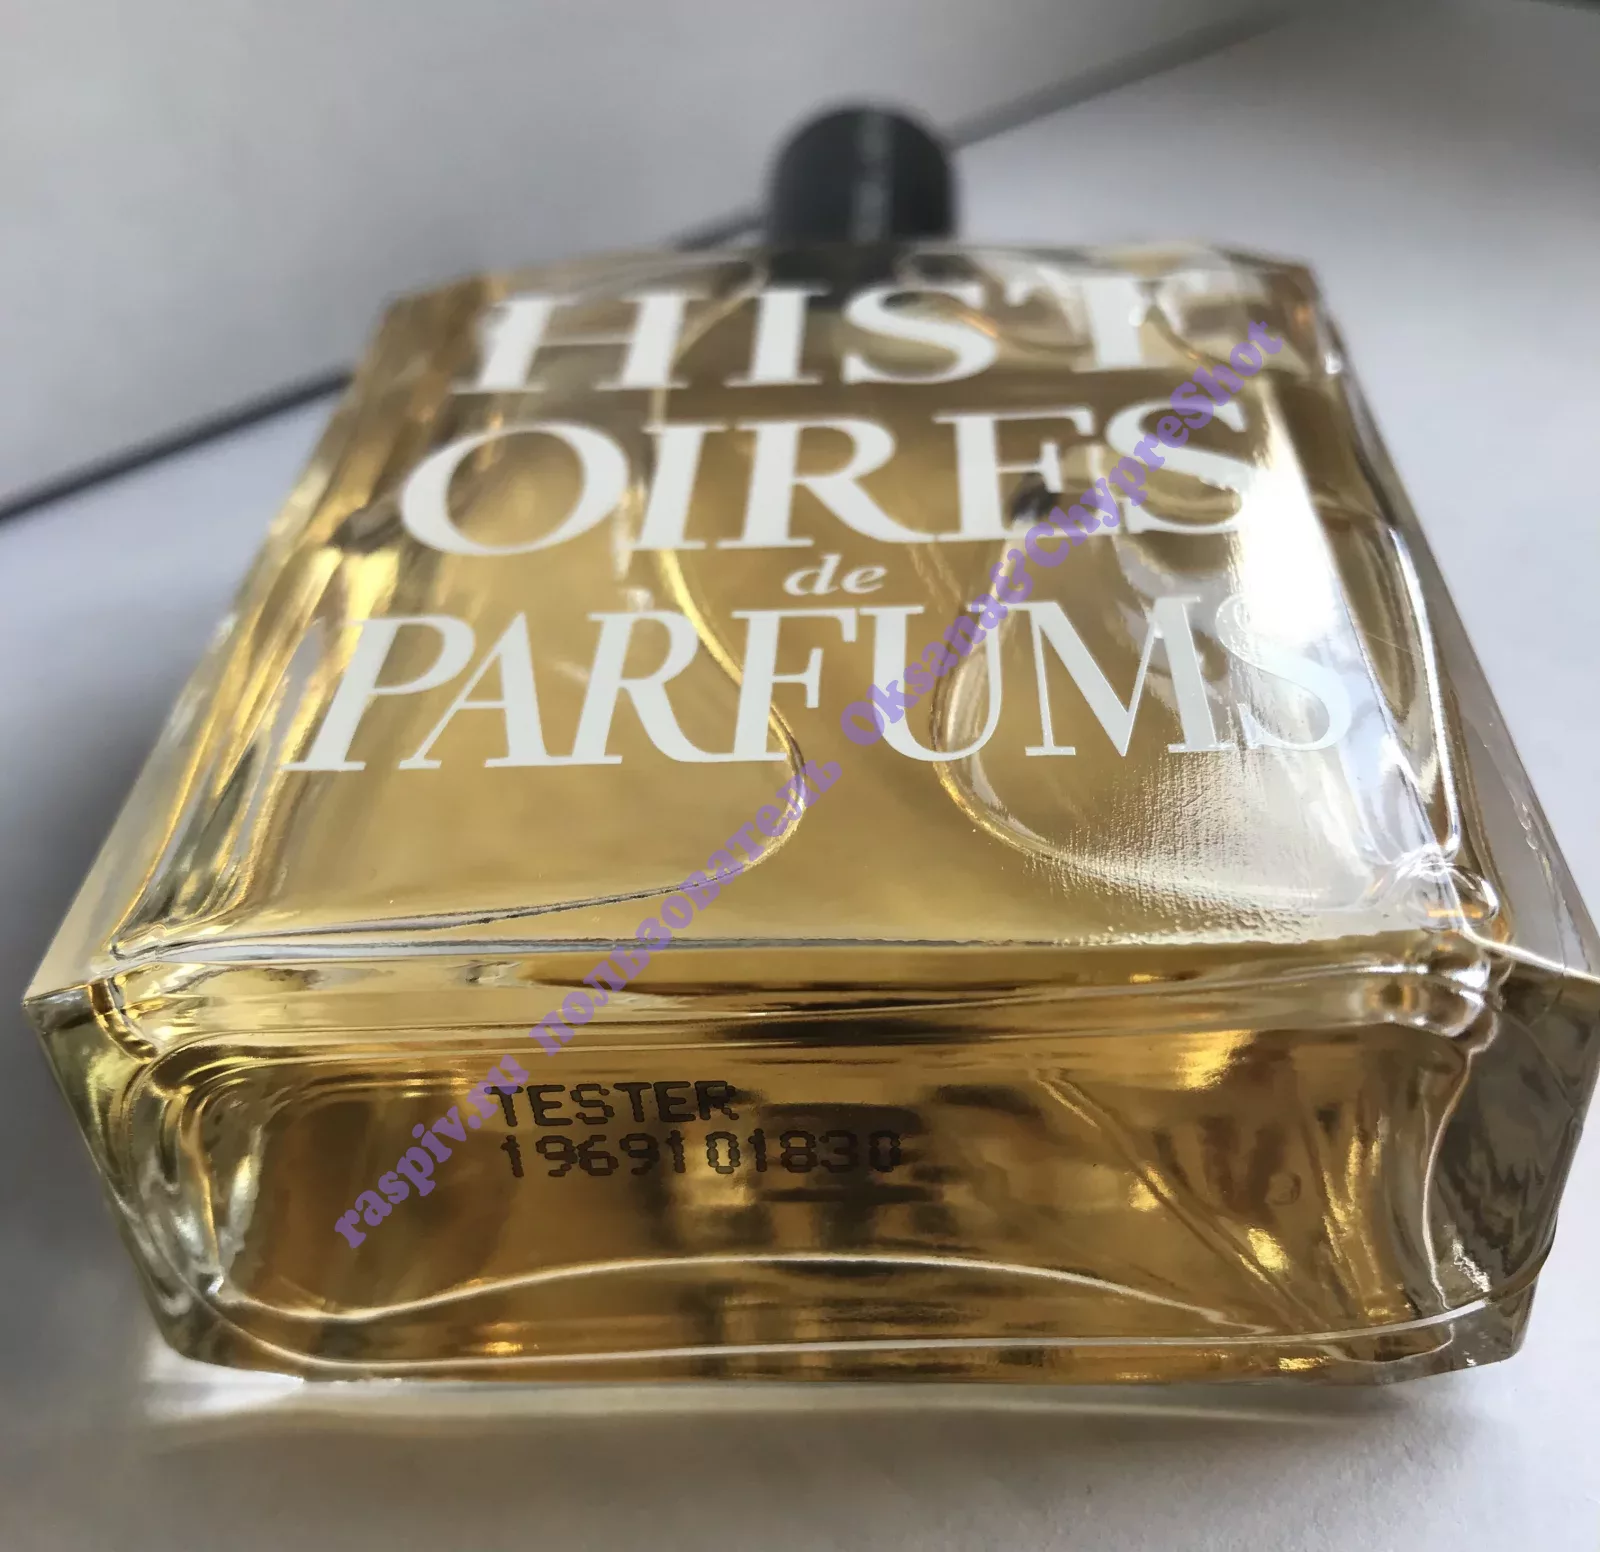 HIST
OIRES
de
PARFUMS
TESTER
1969101830
raspiv.ru пользователь Oksana&ChypreShot